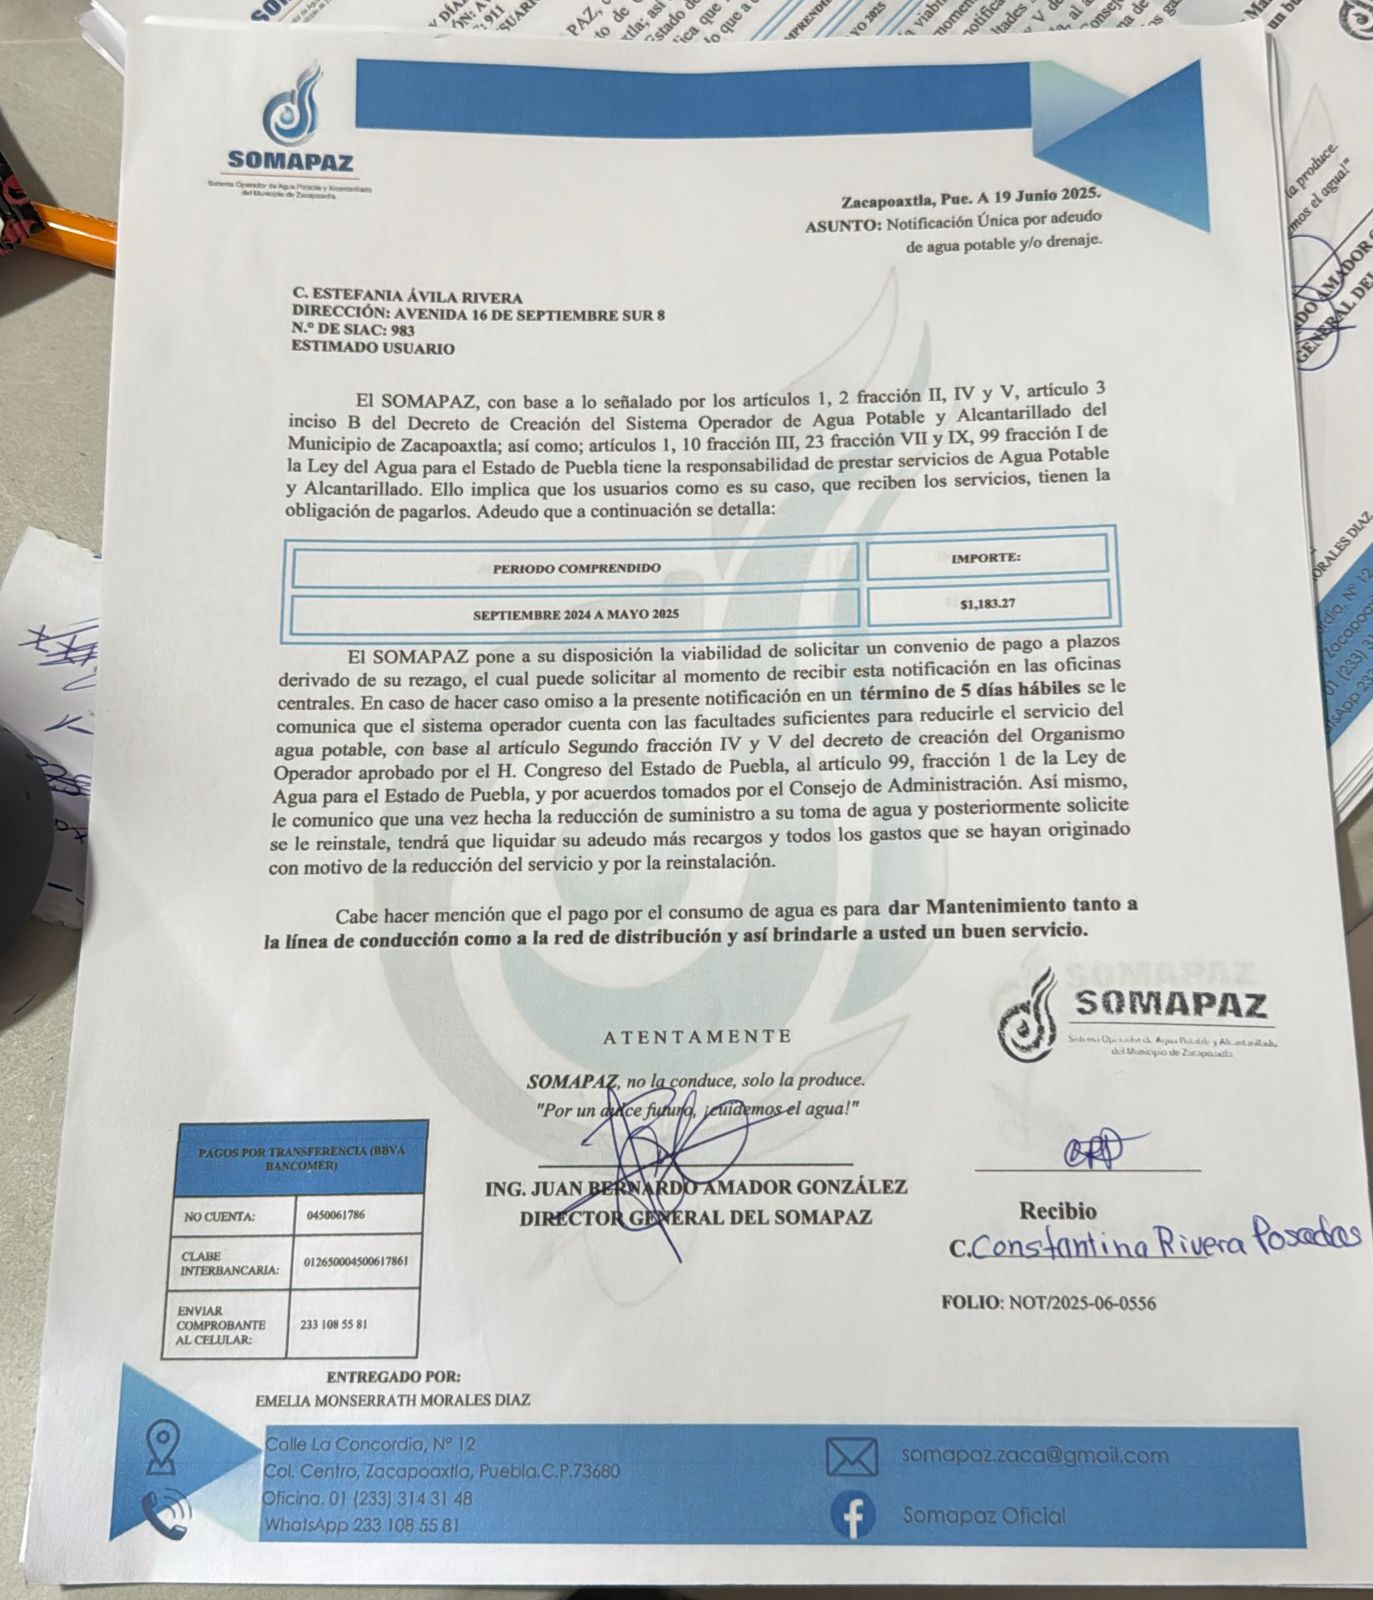 SOMAPAZ
Sistema Operador de Agua Potable y Alcantarillado
del Municipio de Zacapoaxtla
Zacapoaxtla, Pue. A 19 Junio 2025.
ASUNTO: Notificación Única por adeudo
de agua potable y/o drenaje.
C. ESTEFANIA ÁVILA RIVERA
DIRECCIÓN: AVENIDA 16 DE SEPTIEMBRE SUR 8
N.º DE SIAC: 983
ESTIMADO USUARIO
El SOMAPAZ, con base a lo señalado por los artículos 1, 2 fracción II, IV y V, artículo 3
inciso B del Decreto de Creación del Sistema Operador de Agua Potable y Alcantarillado del
Municipio de Zacapoaxtla; así como; artículos 1, 10 fracción III, 23 fracción VII y IX, 99 fracción I de
la Ley del Agua para el Estado de Puebla tiene la responsabilidad de prestar servicios de Agua Potable
y Alcantarillado. Ello implica que los usuarios como es su caso, que reciben los servicios, tienen la
obligación de pagarlos. Adeudo que a continuación se detalla:
PERIODO COMPRENDIDO IMPORTE:
SEPTIEMBRE 2024 A MAYO 2025 $1,183.27
El SOMAPAZ pone a su disposición la viabilidad de solicitar un convenio de pago a plazos
derivado de su rezago, el cual puede solicitar al momento de recibir esta notificación en las oficinas
centrales. En caso de hacer caso omiso a la presente notificación en un término de 5 días hábiles se le
comunica que el sistema operador cuenta con las facultades suficientes para reducirle el servicio del
agua potable, con base al artículo Segundo fracción IV y V del decreto de creación del Organismo
Operador aprobado por el H. Congreso del Estado de Puebla, al artículo 99, fracción 1 de la Ley de
Agua para el Estado de Puebla, y por acuerdos tomados por el Consejo de Administración. Así mismo,
le comunico que una vez hecha la reducción de suministro a su toma de agua y posteriormente solicite
se le reinstale, tendrá que liquidar su adeudo más recargos y todos los gastos que se hayan originado
con motivo de la reducción del servicio y por la reinstalación.
Cabe hacer mención que el pago por el consumo de agua es para dar Mantenimiento tanto a
la línea de conducción como a la red de distribución y así brindarle a usted un buen servicio.
SOMAPAZ
Sistema Operador de Agua Potable y Alcantarillado
del Municipio de Zacapoaxtla
ATENTAMENTE
SOMAPAZ, no la conduce, solo la produce.
"Por un dulce futuro, ¡cuidemos el agua!"
ING. JUAN BERNARDO AMADOR GONZÁLEZ
DIRECTOR GENERAL DEL SOMAPAZ
Recibio
C. Constantina Rivera Posadas
FOLIO: NOT/2025-06-0556
PAGOS POR TRANSFERENCIA (BBVA
BANCOMER)
NO CUENTA: 0450061786
CLABE
INTERBANCARIA: 012650004500617861
ENVIAR
COMPROBANTE
AL CELULAR: 233 108 55 81
ENTREGADO POR:
EMELIA MONSERRATH MORALES DIAZ
Calle La Concordia, Nº 12
Col. Centro, Zacapoaxtla, Puebla.C.P.73680
Oficina. 01 (233) 314 31 48
WhatsApp 233 108 55 81
somapaz.zaca@gmail.com
Somapaz Oficial